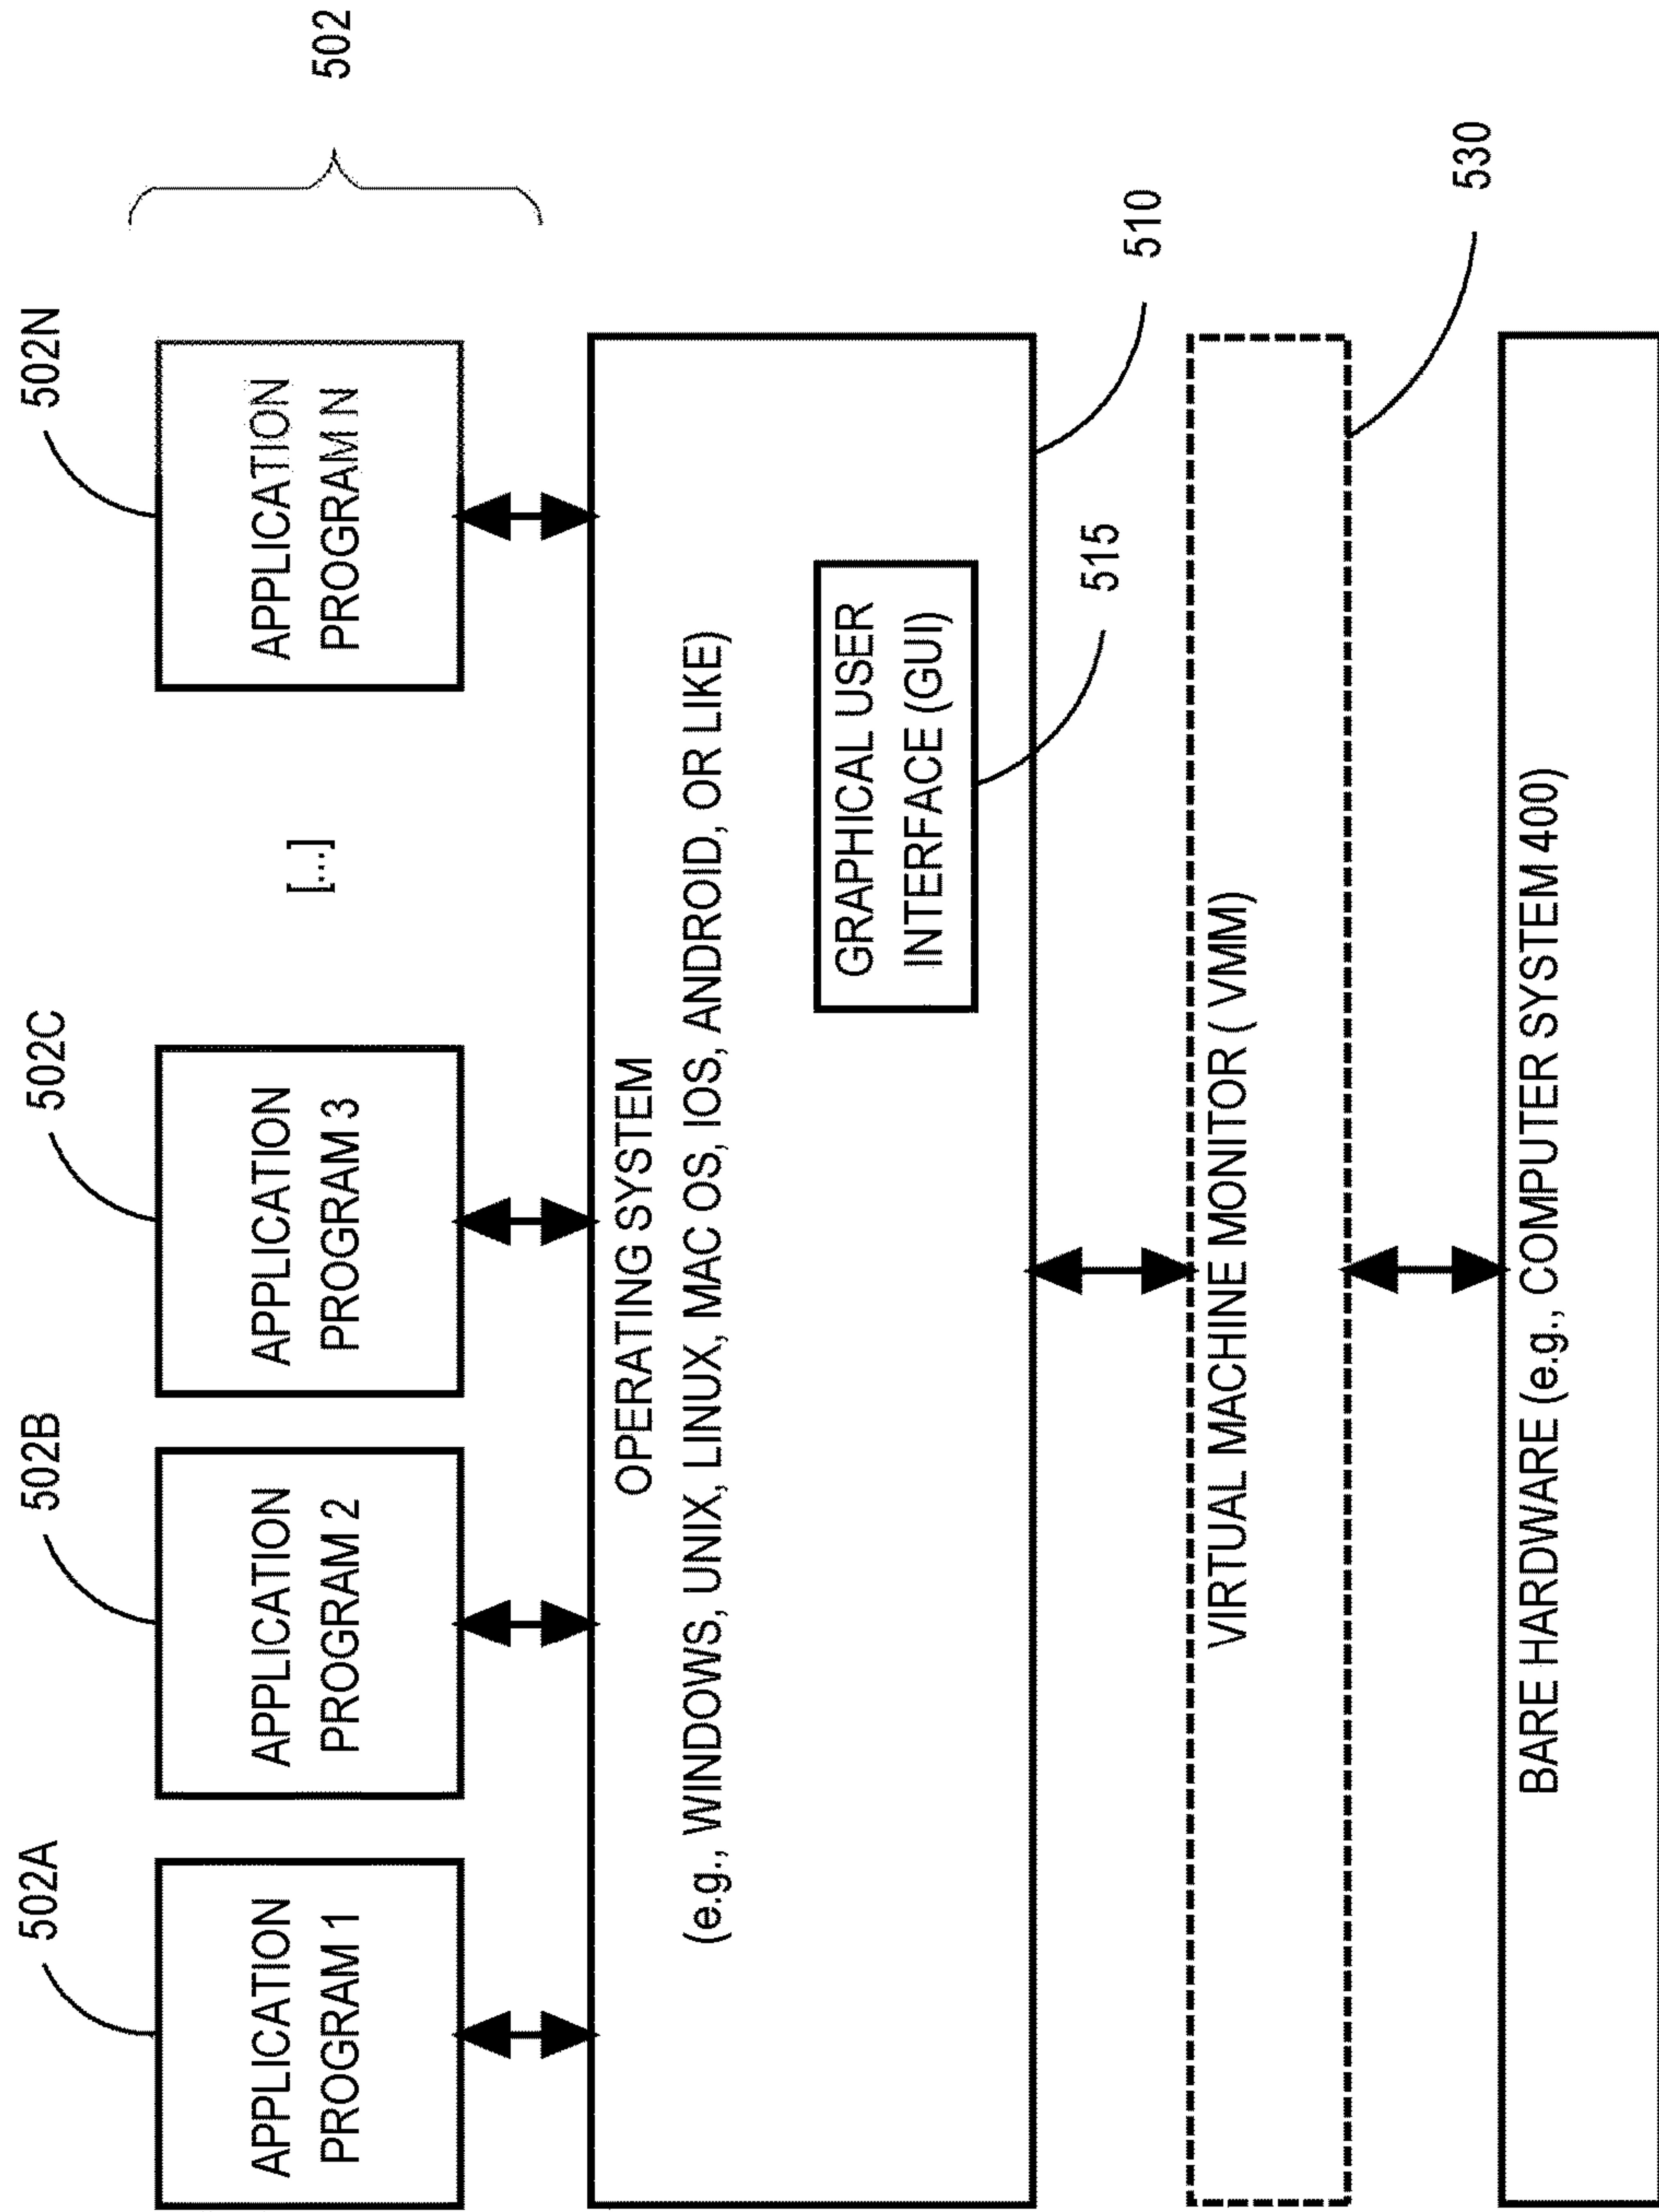 502A
502B
502C
502N
502
APPLICATION
PROGRAM 1
APPLICATION
PROGRAM 2
APPLICATION
PROGRAM 3
[...]
APPLICATION
PROGRAM N
OPERATING SYSTEM
(e.g., WINDOWS, UNIX, LINUX, MAC OS, IOS, ANDROID, OR LIKE)
GRAPHICAL USER
INTERFACE (GUI)
515
510
VIRTUAL MACHINE MONITOR ( VMM)
530
BARE HARDWARE (e.g., COMPUTER SYSTEM 400)